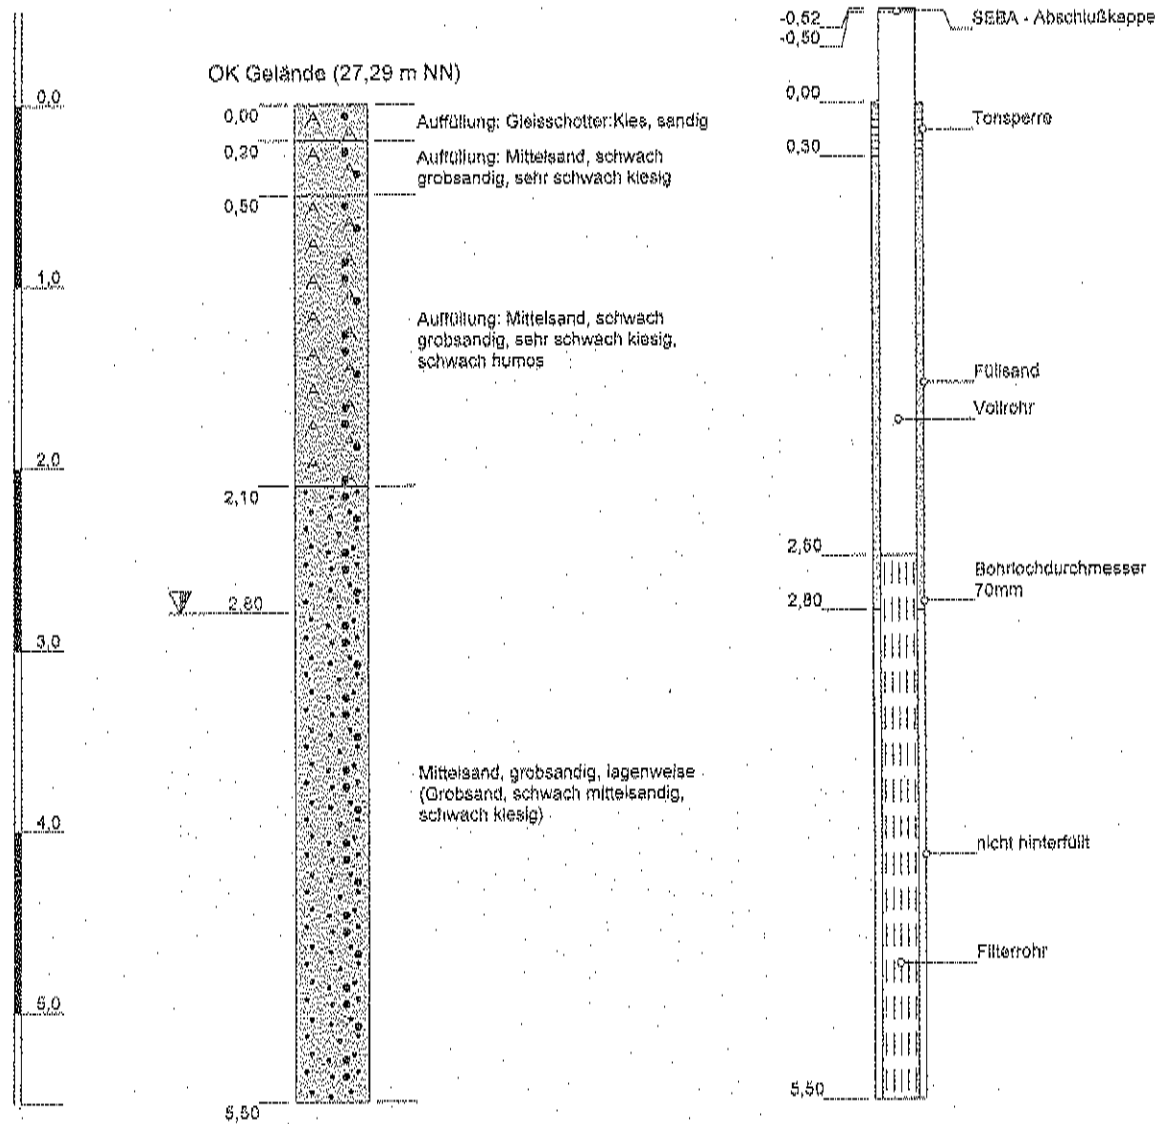 OK Gelände (27,29 m NN)
0,0
1,0
2,0
3,0
4,0
5,0
0,00
0,20
0,50
2,10
2,80
5,50
Auffüllung: Gleisschotter:Kies, sandig
Auffüllung: Mittelsand, schwach
grobsandig, sehr schwach kiesig
Auffüllung: Mittelsand, schwach
grobsandig, sehr schwach kiesig,
schwach humos
Mittelsand, grobsandig, lagenweise
(Grobsand, schwach mittelsandig,
schwach kiesig)
-0,52
-0,50
0,00
0,30
2,60
2,80
5,50
SEBA - Abschlußkappe
Tonsperre
Füllsand
Vollrohr
Bohrlochdurchmesser
70mm
nicht hinterfüllt
Filterrohr